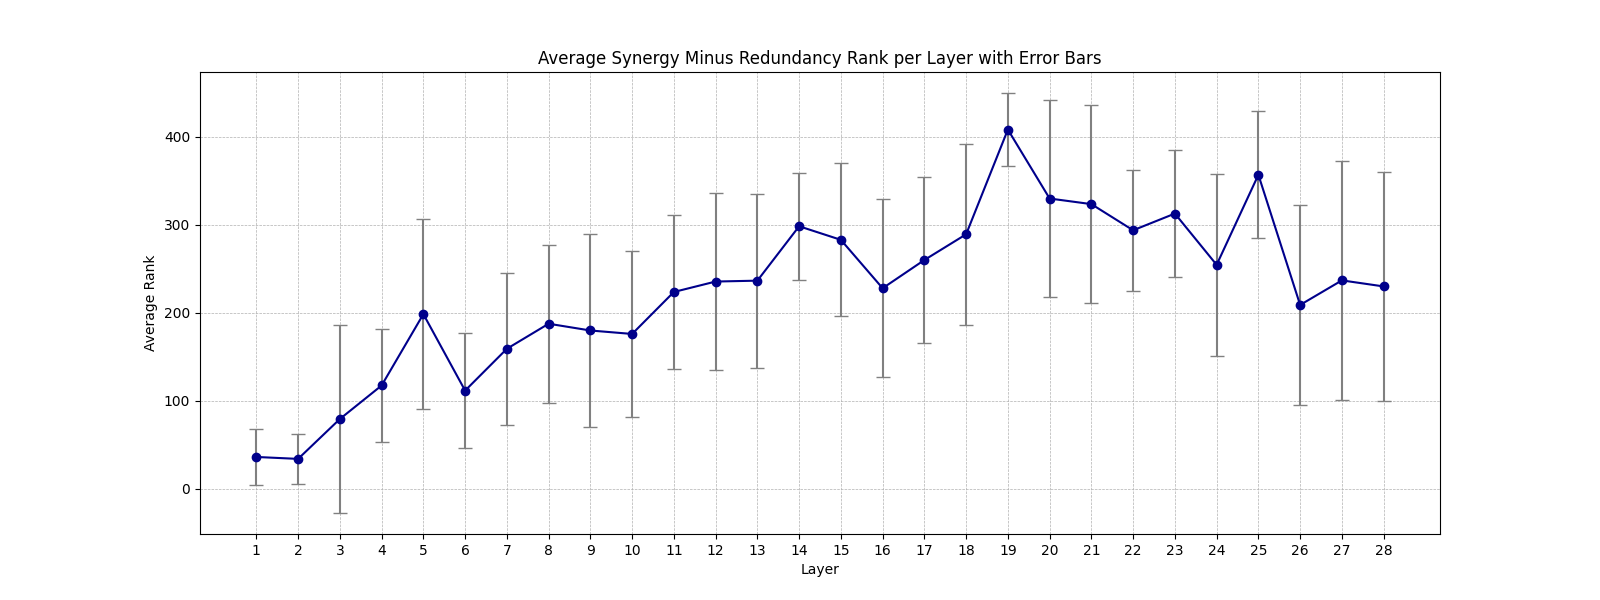 Average Synergy Minus Redundancy Rank per Layer with Error Bars
Average Rank
400
300
200
100
0
1 2 3 4 5 6 7 8 9 10 11 12 13 14 15 16 17 18 19 20 21 22 23 24 25 26 27 28
Layer